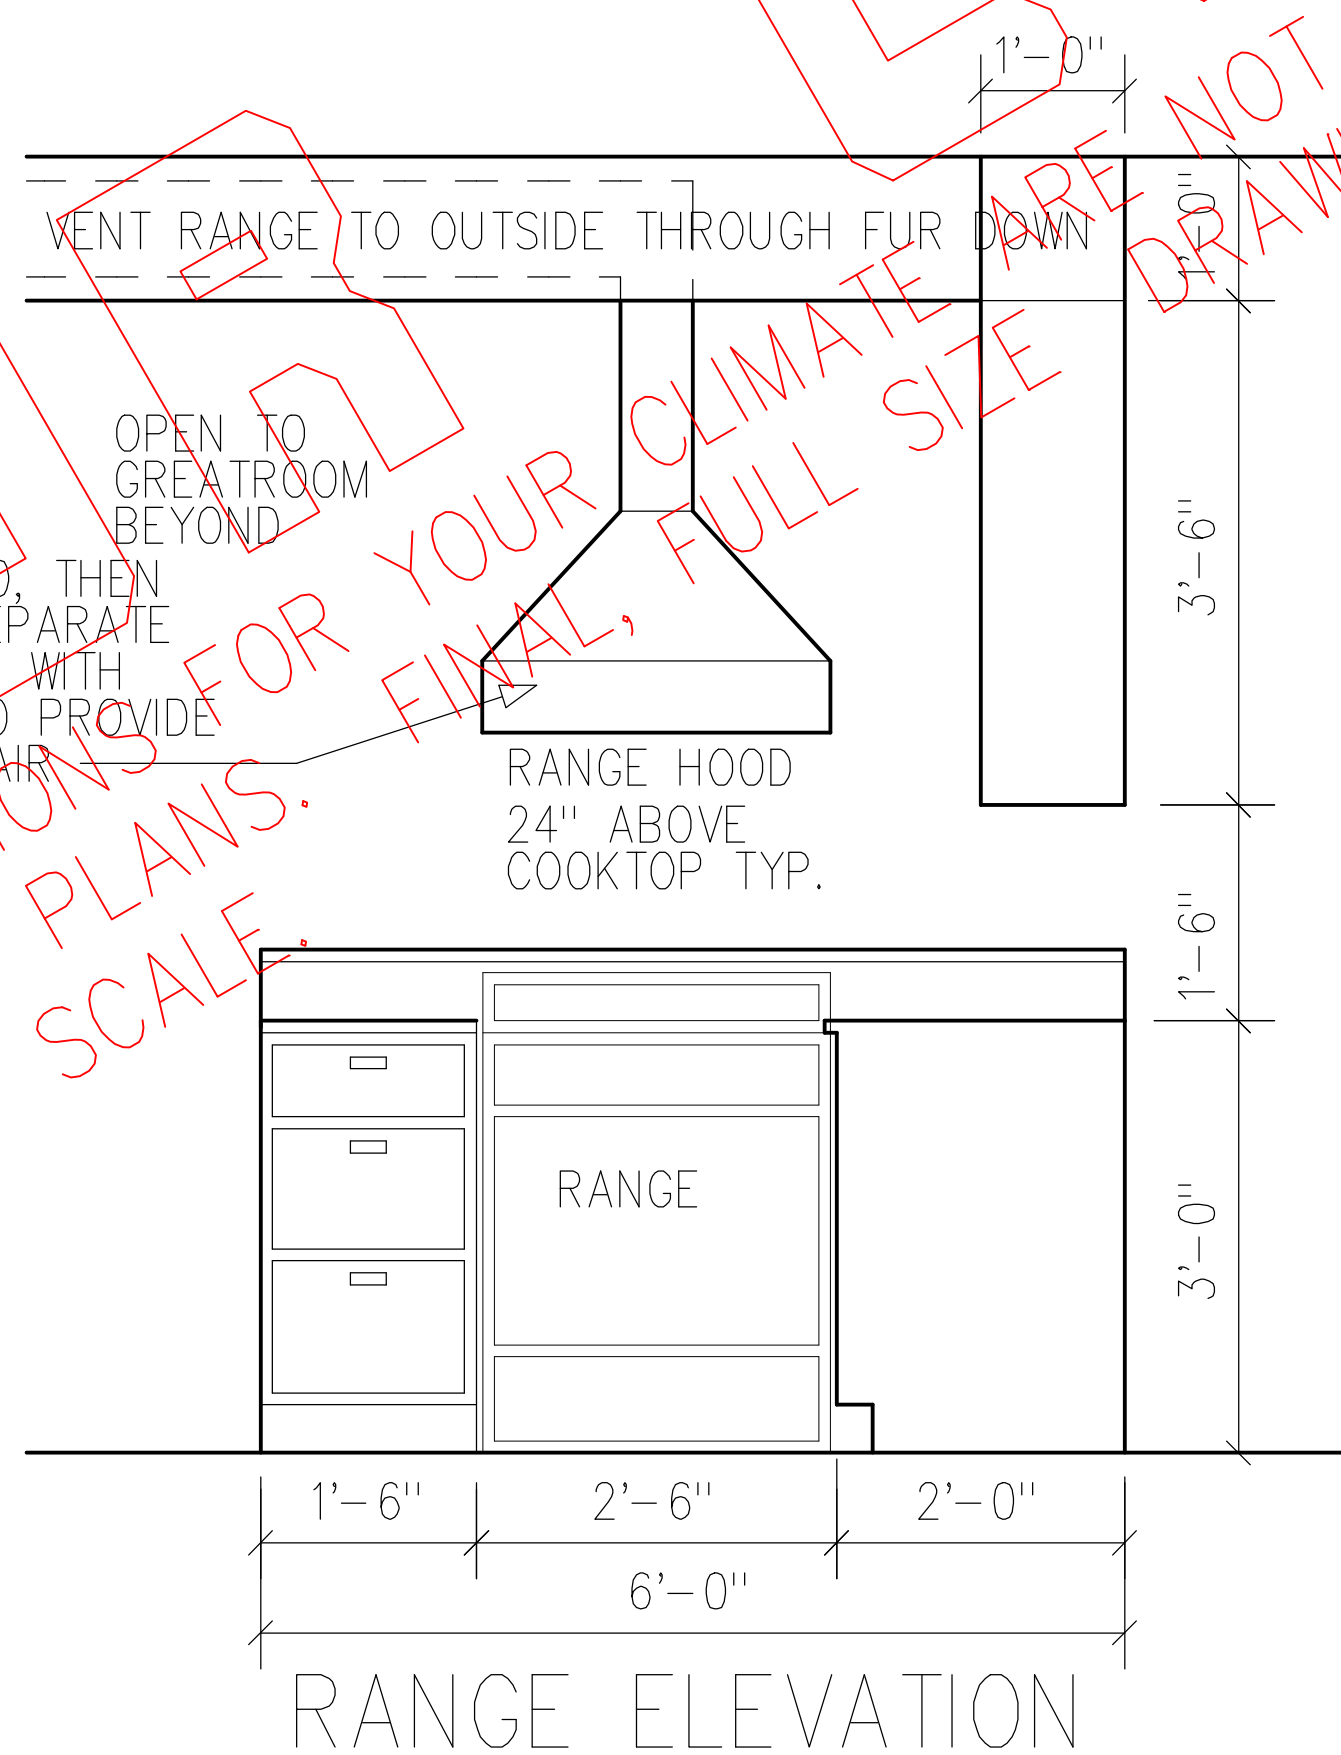 1'-0"
VENT RANGE TO OUTSIDE THROUGH FUR DOWN
1'-0"
OPEN TO
GREATROOM
BEYOND
THEN
WITH
PROVIDE
AIR
3'-6"
RANGE HOOD
24" ABOVE
COOKTOP TYP.
1'-6"
RANGE
3'-0"
1'-6" 2'-6" 2'-0"
6'-0"
RANGE ELEVATION
FOR YOUR CLIMATE ARE NOT
PLANS. FINAL, FULL SIZE
SCALE.